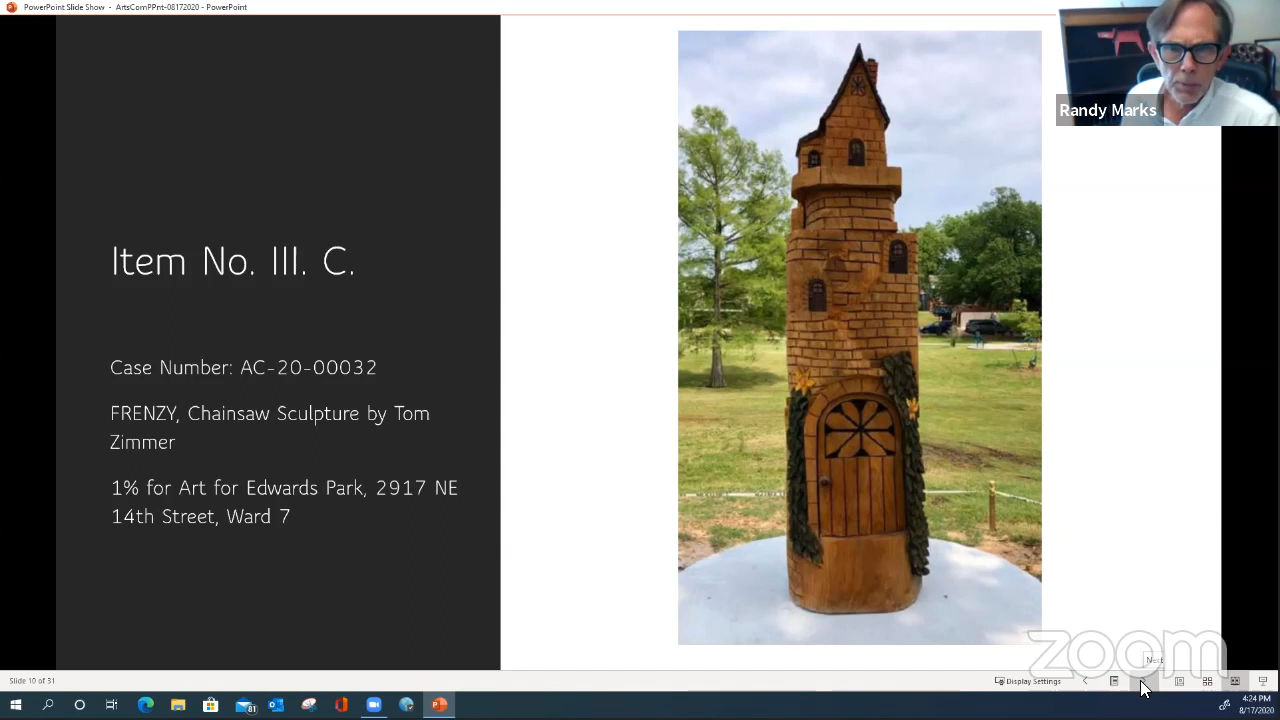 PowerPoint Slide Show - ArtsComPPnt-08172020 - PowerPoint
Randy Marks
Item No. III. C.
Case Number: AC-20-00032
FRENZY, Chainsaw Sculpture by Tom
Zimmer
1% for Art for Edwards Park, 2917 NE
14th Street, Ward 7
zoom
Next
Slide 10 of 31
Display Settings
81
4:24 PM
8/17/2020